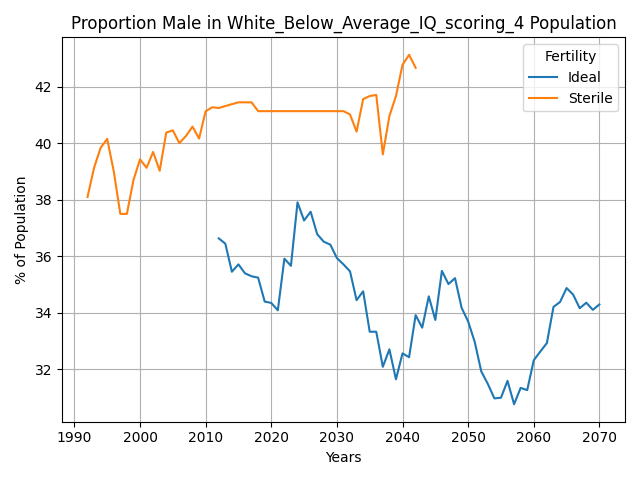 Proportion Male in White_Below_Average_IQ_scoring_4 Population
Fertility
Ideal
Sterile
% of Population
42
40
38
36
34
32
1990 2000 2010 2020 2030 2040 2050 2060 2070
Years